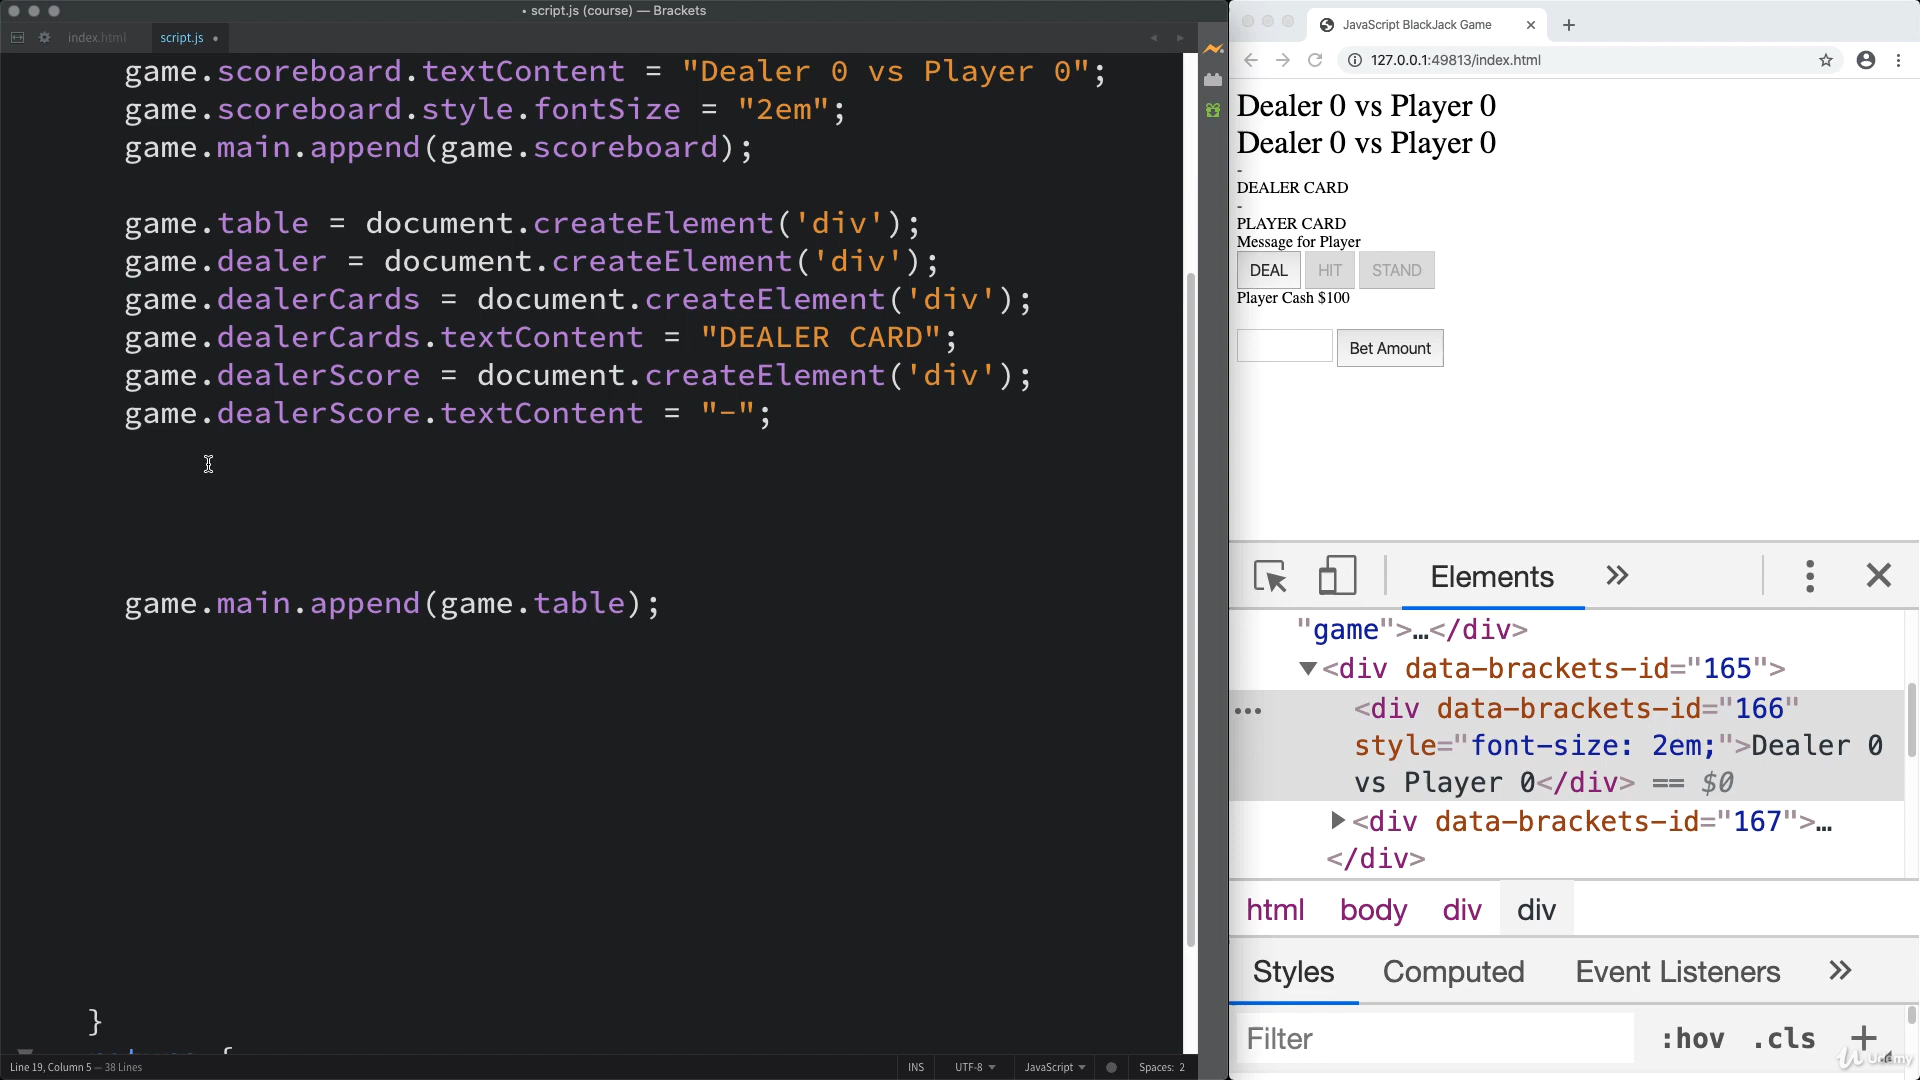 • script.js (course) — Brackets
index.html
script.js •
game.scoreboard.textContent = "Dealer 0 vs Player 0";
game.scoreboard.style.fontSize = "2em";
game.main.append(game.scoreboard);
game.table = document.createElement('div');
game.dealer = document.createElement('div');
game.dealerCards = document.createElement('div');
game.dealerCards.textContent = "DEALER CARD";
game.dealerScore = document.createElement('div');
game.dealerScore.textContent = "-";
game.main.append(game.table);
}
Line 19, Column 5 — 38 Lines
INS
UTF-8
JavaScript
Spaces: 2
JavaScript BlackJack Game
127.0.0.1:49813/index.html
Dealer 0 vs Player 0
Dealer 0 vs Player 0
-
DEALER CARD
-
PLAYER CARD
Message for Player
DEAL HIT STAND
Player Cash $100
Bet Amount
Elements
"game">…</div>
<div data-brackets-id="165">
<div data-brackets-id="166"
style="font-size: 2em;">Dealer 0
vs Player 0</div> == $0
<div data-brackets-id="167">…
</div>
html body div div
Styles Computed Event Listeners
Filter :hov .cls
Udemy